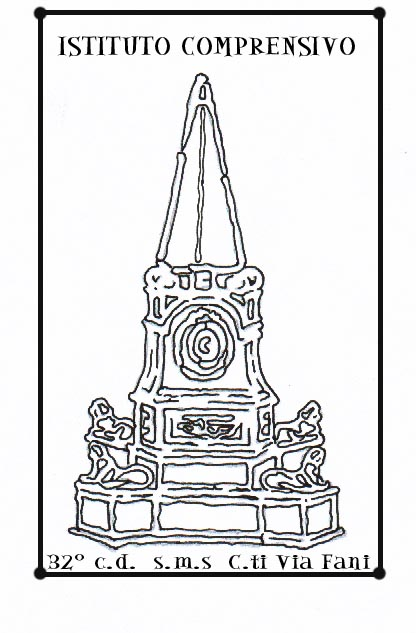 ISTITUTO COMPRENSIVO
32° c.d. s.m.s C.ti Via Fani